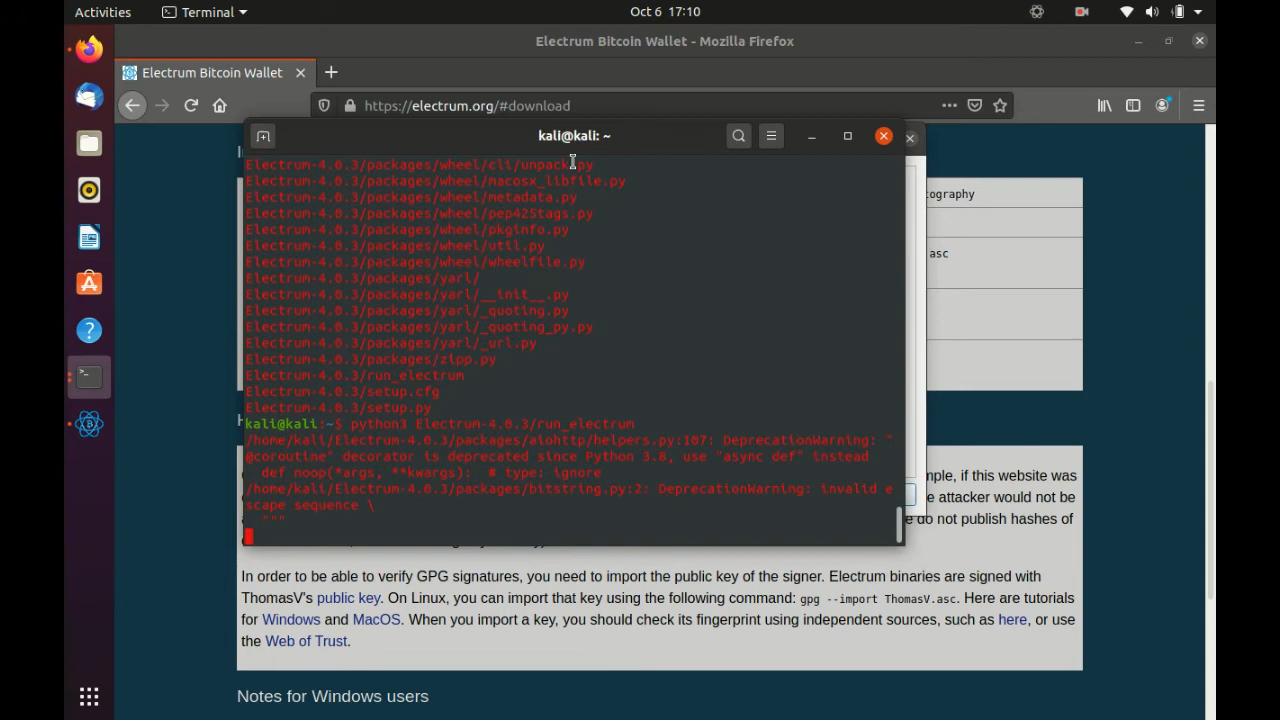 Activities
Terminal
Oct 6 17:10
Electrum Bitcoin Wallet - Mozilla Firefox
Electrum Bitcoin Wallet
https://electrum.org/#download
kali@kali: ~
Electrum-4.0.3/packages/wheel/cli/unpack.py
Electrum-4.0.3/packages/wheel/macosx_libfile.py
Electrum-4.0.3/packages/wheel/metadata.py
Electrum-4.0.3/packages/wheel/pep425tags.py
Electrum-4.0.3/packages/wheel/pkginfo.py
Electrum-4.0.3/packages/wheel/util.py
Electrum-4.0.3/packages/wheel/wheelfile.py
Electrum-4.0.3/packages/yarl/
Electrum-4.0.3/packages/yarl/__init__.py
Electrum-4.0.3/packages/yarl/_quoting.py
Electrum-4.0.3/packages/yarl/_quoting_py.py
Electrum-4.0.3/packages/yarl/_url.py
Electrum-4.0.3/packages/zipp.py
Electrum-4.0.3/run_electrum
Electrum-4.0.3/setup.cfg
Electrum-4.0.3/setup.py
kali@kali:~$ python3 Electrum-4.0.3/run_electrum
/home/kali/Electrum-4.0.3/packages/aiohttp/helpers.py:107: DeprecationWarning: "
@coroutine" decorator is deprecated since Python 3.8, use "async def" instead
def noop(*args, **kwargs):  # type: ignore
/home/kali/Electrum-4.0.3/packages/bitstring.py:2: DeprecationWarning: invalid e
scape sequence \
"""
tography
asc
mple, if this website was
e attacker would not be
e do not publish hashes of
In order to be able to verify GPG signatures, you need to import the public key of the signer. Electrum binaries are signed with
ThomasV's public key. On Linux, you can import that key using the following command: gpg --import ThomasV.asc. Here are tutorials
for Windows and MacOS. When you import a key, you should check its fingerprint using independent sources, such as here, or use
the Web of Trust.
Notes for Windows users